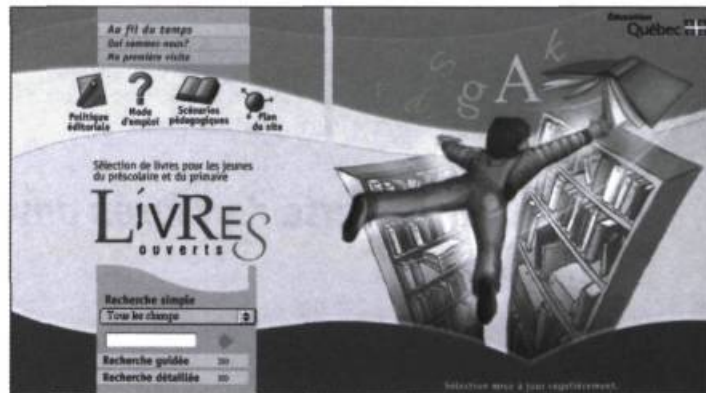 Au fil du temps
Qui sommes-nous?
Ma première visite
Éducation
Québec
Politique
éditoriale
Mode
d'emploi
Scénarios
pédagogiques
Plan
du site
s g A k
Sélection de livres pour les jeunes
du préscolaire et du primaire
LIVRES
ouverts
Recherche simple
Tous les champs
Recherche guidée
Recherche détaillée
Sélection mise à jour régulièrement.